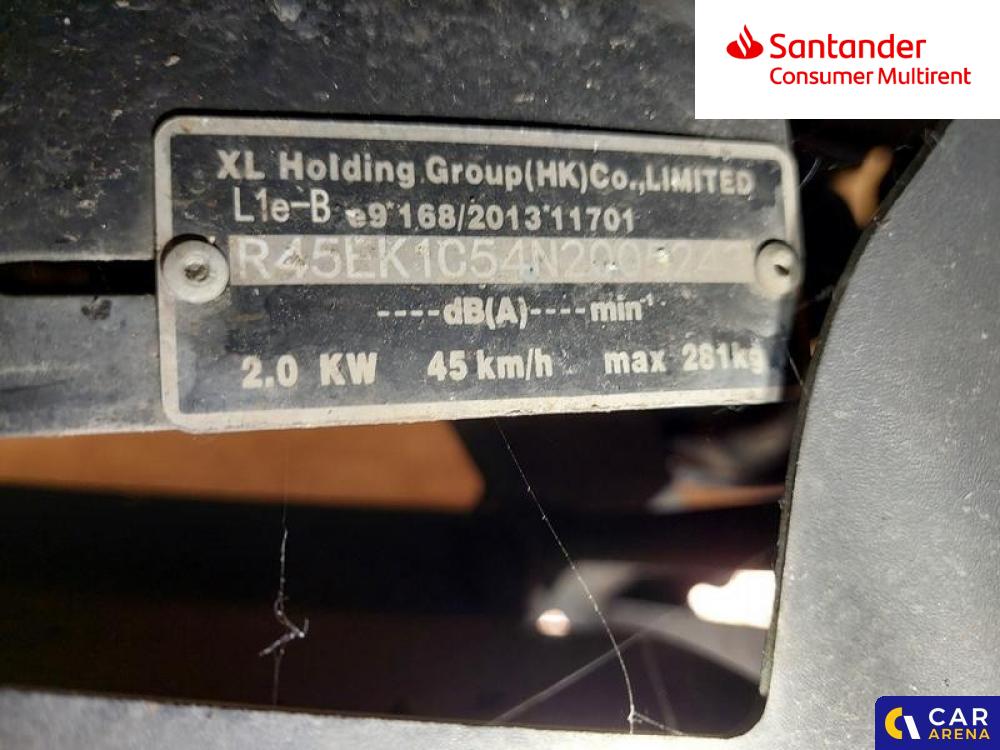 Santander
Consumer Multirent
XL Holding Group(HK)Co.,LIMITED
L1e-B e9*168/2013*11701
----dB(A)----min-1
2.0 KW 45 km/h max 281kg
CAR
ARENA